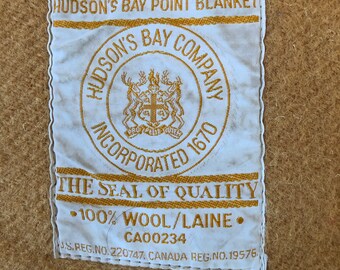 HUDSON'S BAY POINT BLANKET
HUDSON'S BAY COMPANY
INCORPORATED 1670
THE SEAL OF QUALITY
• 100% WOOL/LAINE •
CA00234
U.S. REG. NO. 220747, CANADA REG. NO. 19576